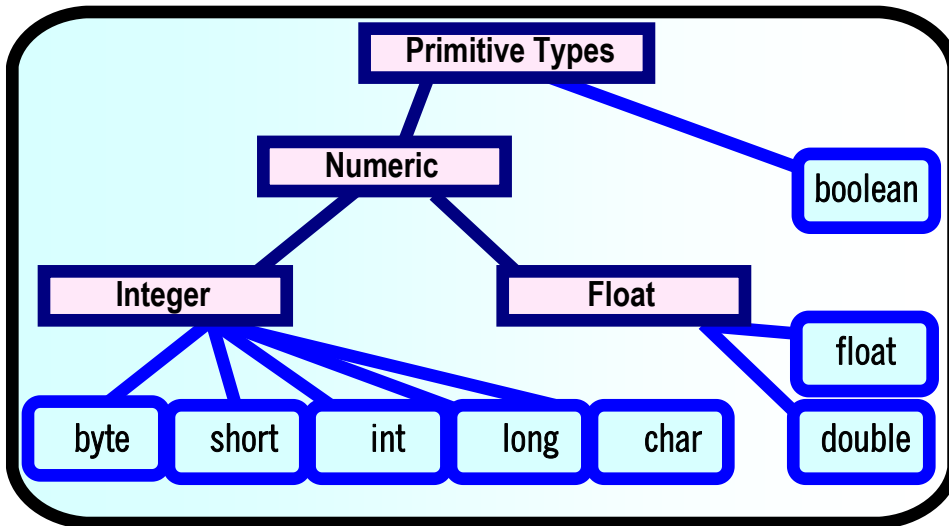 Primitive Types
Numeric
boolean
Integer
Float
float
byte
short
int
long
char
double